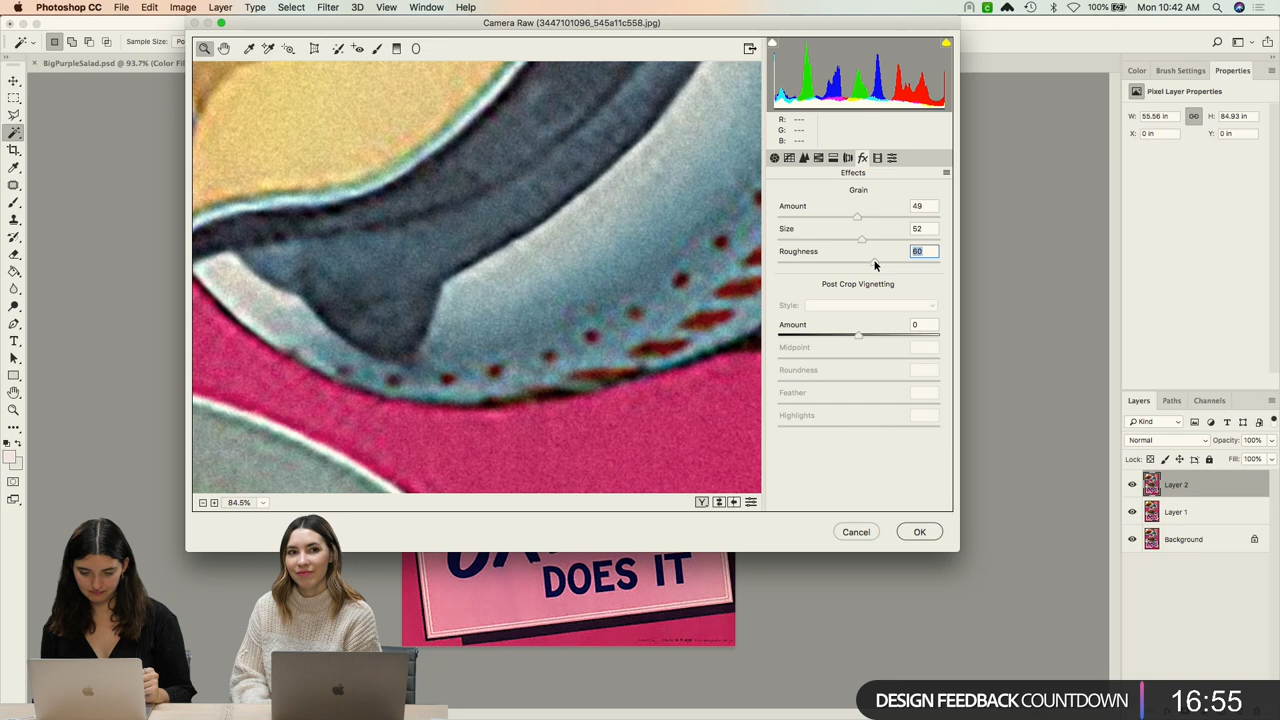 Photoshop CC File Edit Image Layer Type Select Filter 3D View Window Help
100% Mon 10:42 AM
Camera Raw (3447101096_545a11c558.jpg)
Sample Size: Po
BigPurpleSalad.psd @ 93.7% (Color Fil
R: ---
G: ---
B: ---
fx
Effects
Grain
Amount 49
Size 52
Roughness 60
Post Crop Vignetting
Style:
Amount 0
Midpoint
Roundness
Feather
Highlights
84.5%
Y
Cancel OK
Color Brush Settings Properties
Pixel Layer Properties
W: 55.56 in H: 84.93 in
X: 0 in Y: 0 in
Layers Paths Channels
Kind
Normal Opacity: 100%
Lock: Fill: 100%
Layer 2
Layer 1
Background
DOES IT
DESIGN FEEDBACK COUNTDOWN 16:55